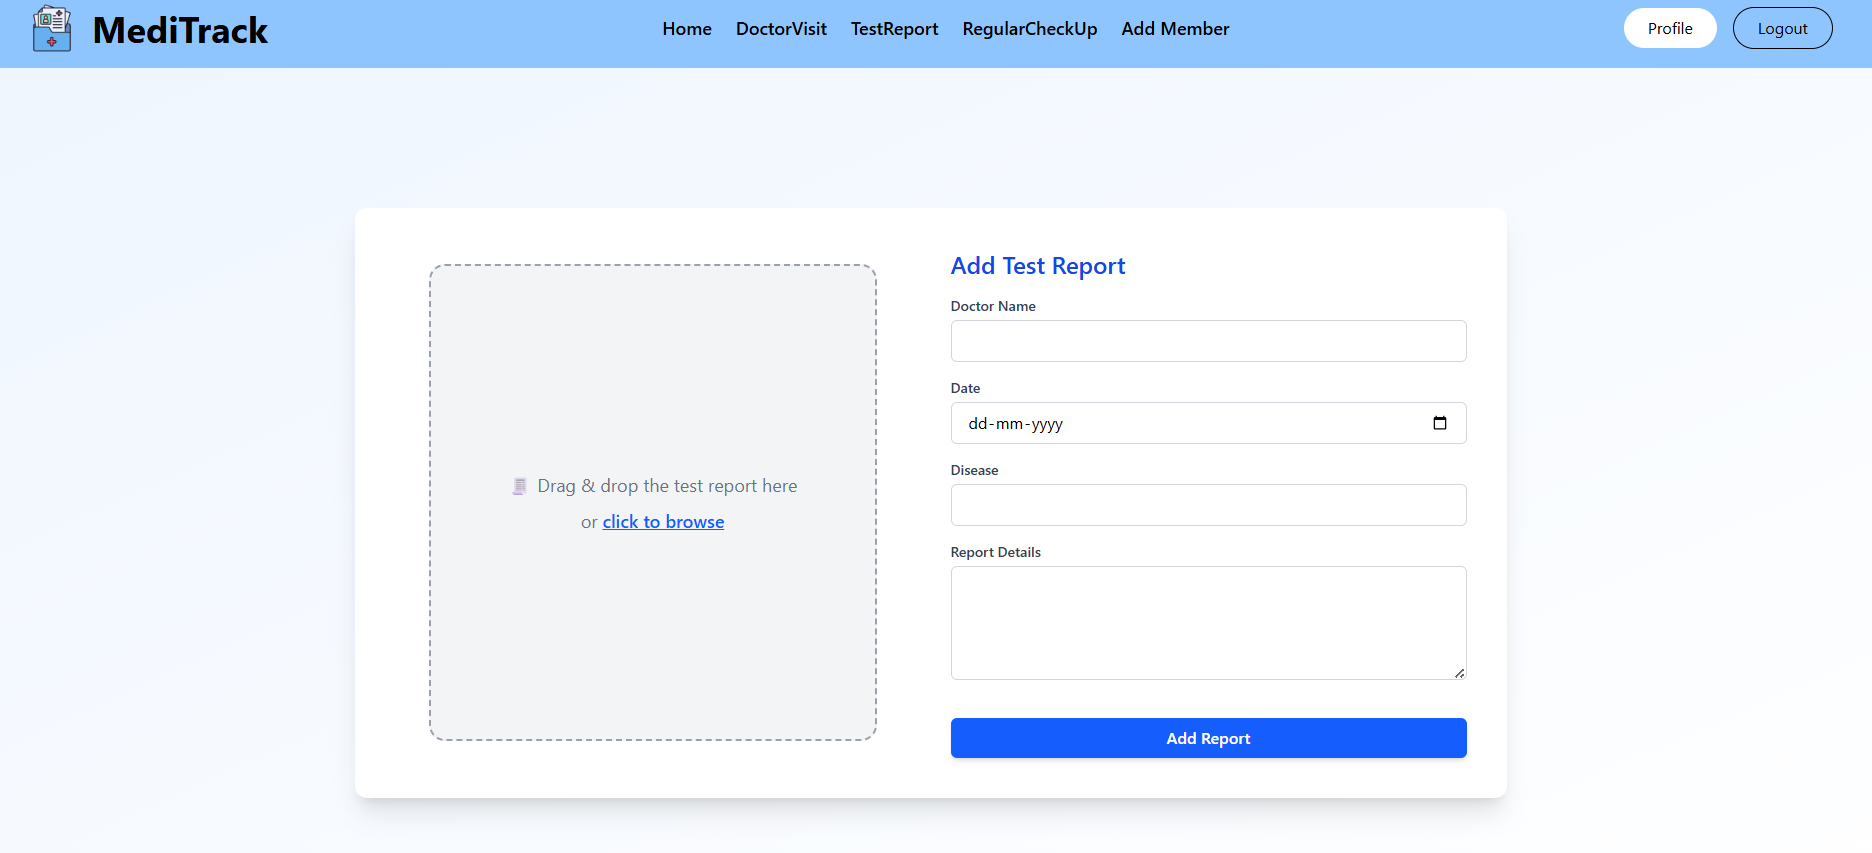 MediTrack
Home DoctorVisit TestReport RegularCheckUp Add Member
Profile Logout
Drag & drop the test report here
or click to browse
Add Test Report
Doctor Name
Date
dd-mm-yyyy
Disease
Report Details
Add Report